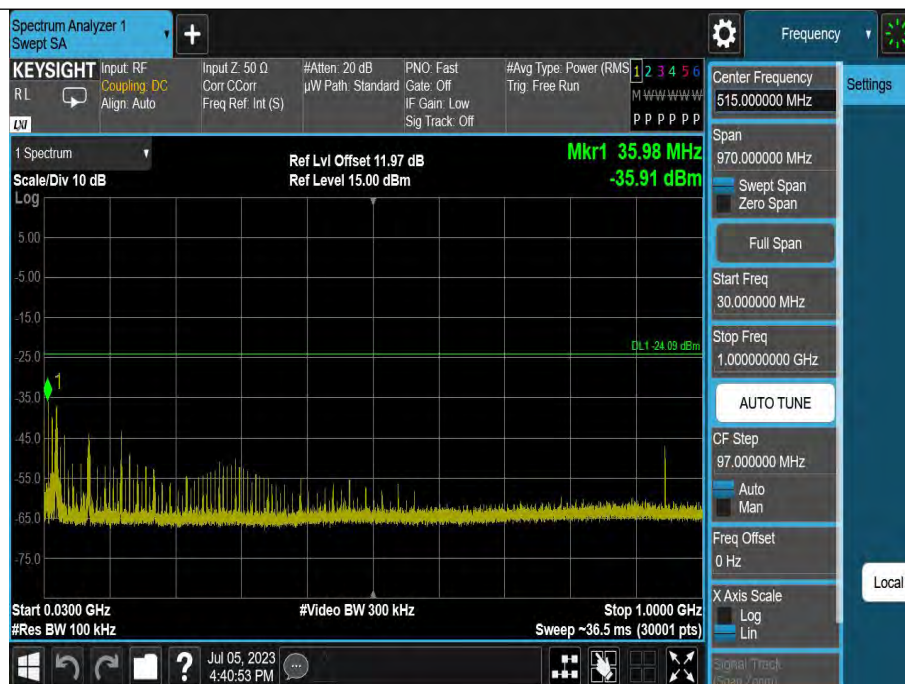 Spectrum Analyzer 1
Swept SA
Frequency
KEYSIGHT
RL
LXI
Input: RF
Coupling: DC
Align: Auto
Input Z: 50 Ω
Corr CCorr
Freq Ref: Int (S)
#Atten: 20 dB
µW Path: Standard
PNO: Fast
Gate: Off
IF Gain: Low
Sig Track: Off
#Avg Type: Power (RMS
Trig: Free Run
1 2 3 4 5 6
M W W W W W
P P P P P P
Center Frequency
515.000000 MHz
Settings
1 Spectrum
Scale/Div 10 dB
Log
Ref Lvl Offset 11.97 dB
Ref Level 15.00 dBm
Mkr1 35.98 MHz
-35.91 dBm
Span
970.000000 MHz
Swept Span
Zero Span
Full Span
Start Freq
30.000000 MHz
Stop Freq
1.000000000 GHz
AUTO TUNE
CF Step
97.000000 MHz
Auto
Man
Freq Offset
0 Hz
X Axis Scale
Log
Lin
Signal Track
(Span Zoom)
Local
5.00
-5.00
-15.0
DL1 -24.09 dBm
-25.0
1
-35.0
-45.0
-55.0
-65.0
-75.0
Start 0.0300 GHz
#Video BW 300 kHz
Stop 1.0000 GHz
#Res BW 100 kHz
Sweep ~36.5 ms (30001 pts)
Jul 05, 2023
4:40:53 PM